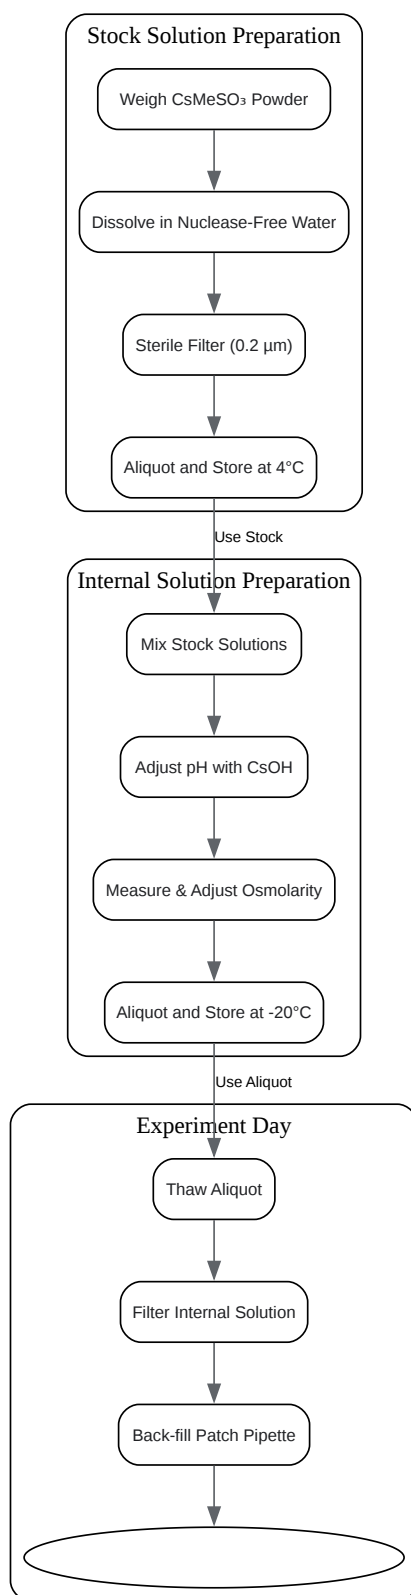 Stock Solution Preparation
Weigh CsMeSO₃ Powder
Dissolve in Nuclease-Free Water
Sterile Filter (0.2 µm)
Aliquot and Store at 4°C
Use Stock
Internal Solution Preparation
Mix Stock Solutions
Adjust pH with CsOH
Measure & Adjust Osmolarity
Aliquot and Store at -20°C
Use Aliquot
Experiment Day
Thaw Aliquot
Filter Internal Solution
Back-fill Patch Pipette